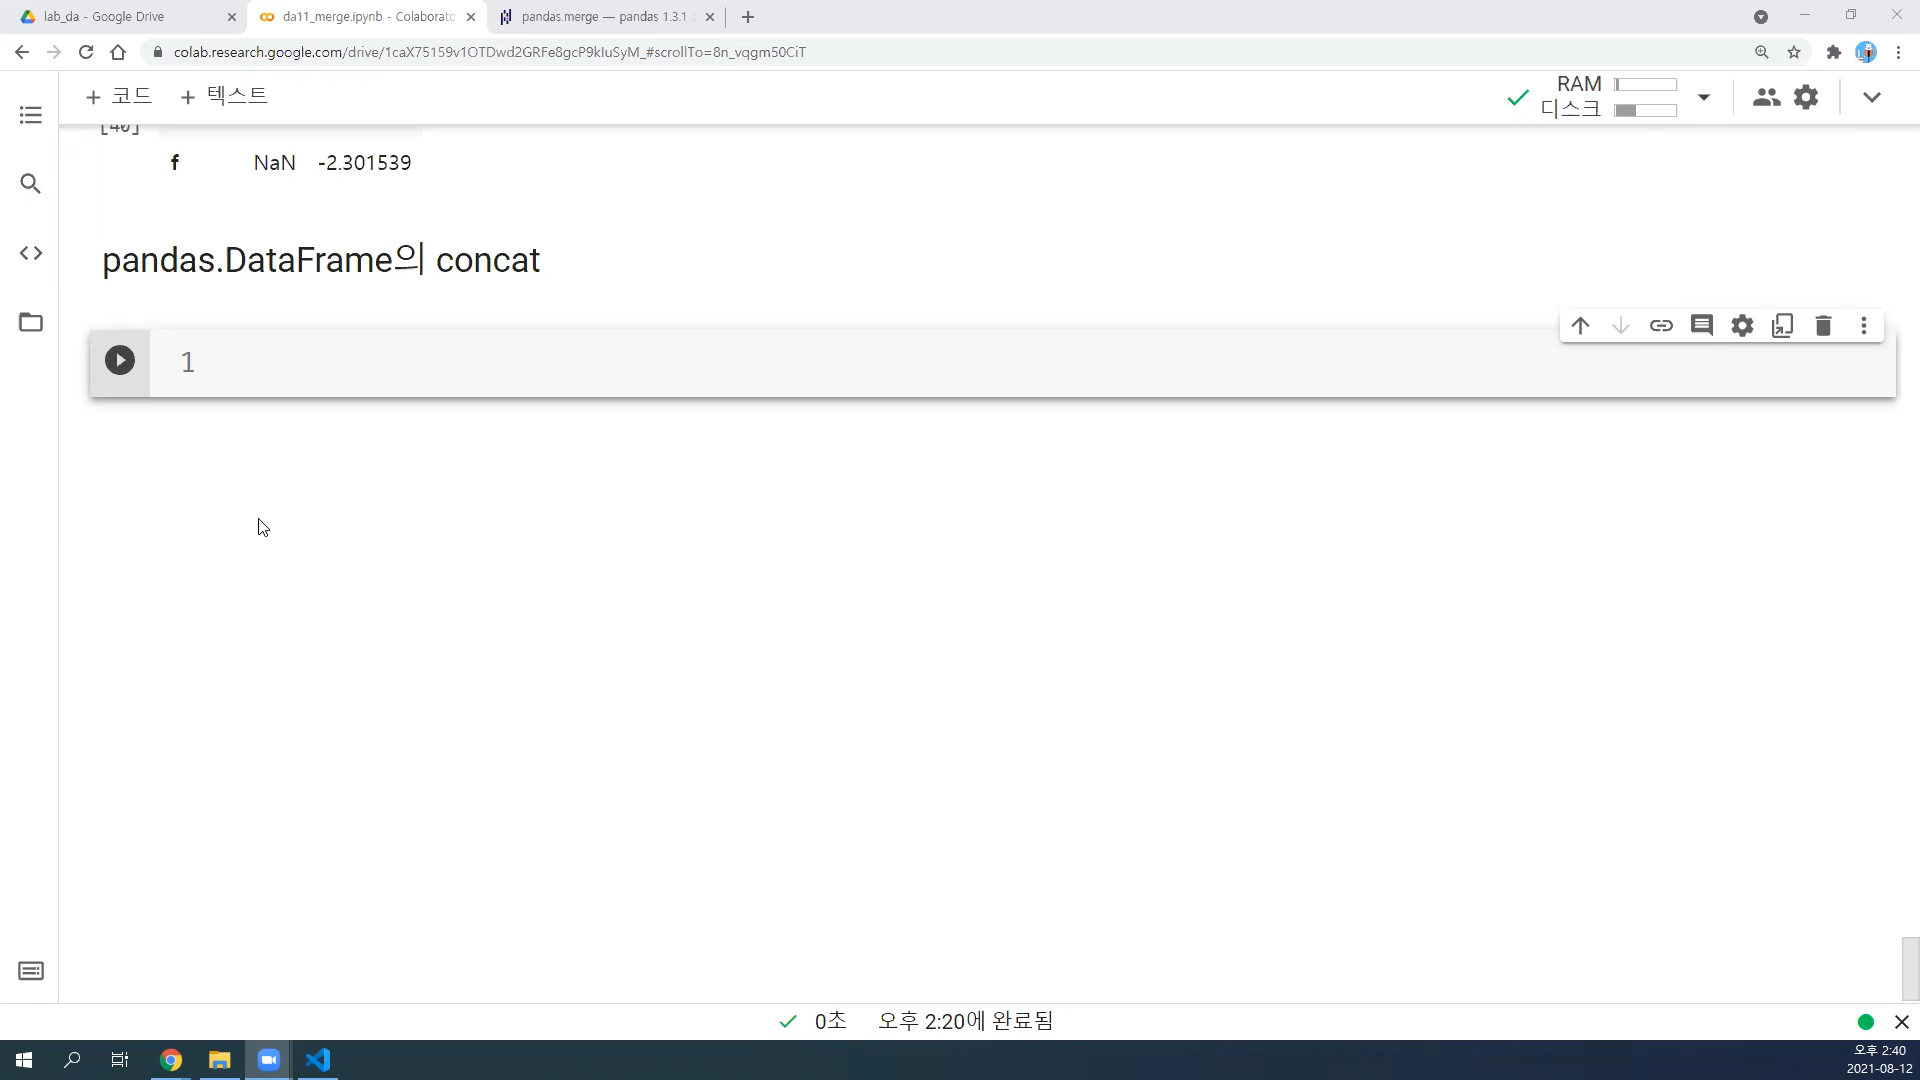 lab_da - Google Drive
da11_merge.ipynb - Colaborato
pandas.merge — pandas 1.3.1
colab.research.google.com/drive/1caX75159v1OTDwd2GRFe8gcP9kIuSyM_#scrollTo=8n_vqgm50CiT
+ 코드 + 텍스트
RAM
디스크
[40]
f NaN -2.301539
pandas.DataFrame의 concat
1
0초 오후 2:20에 완료됨
오후 2:40
2021-08-12